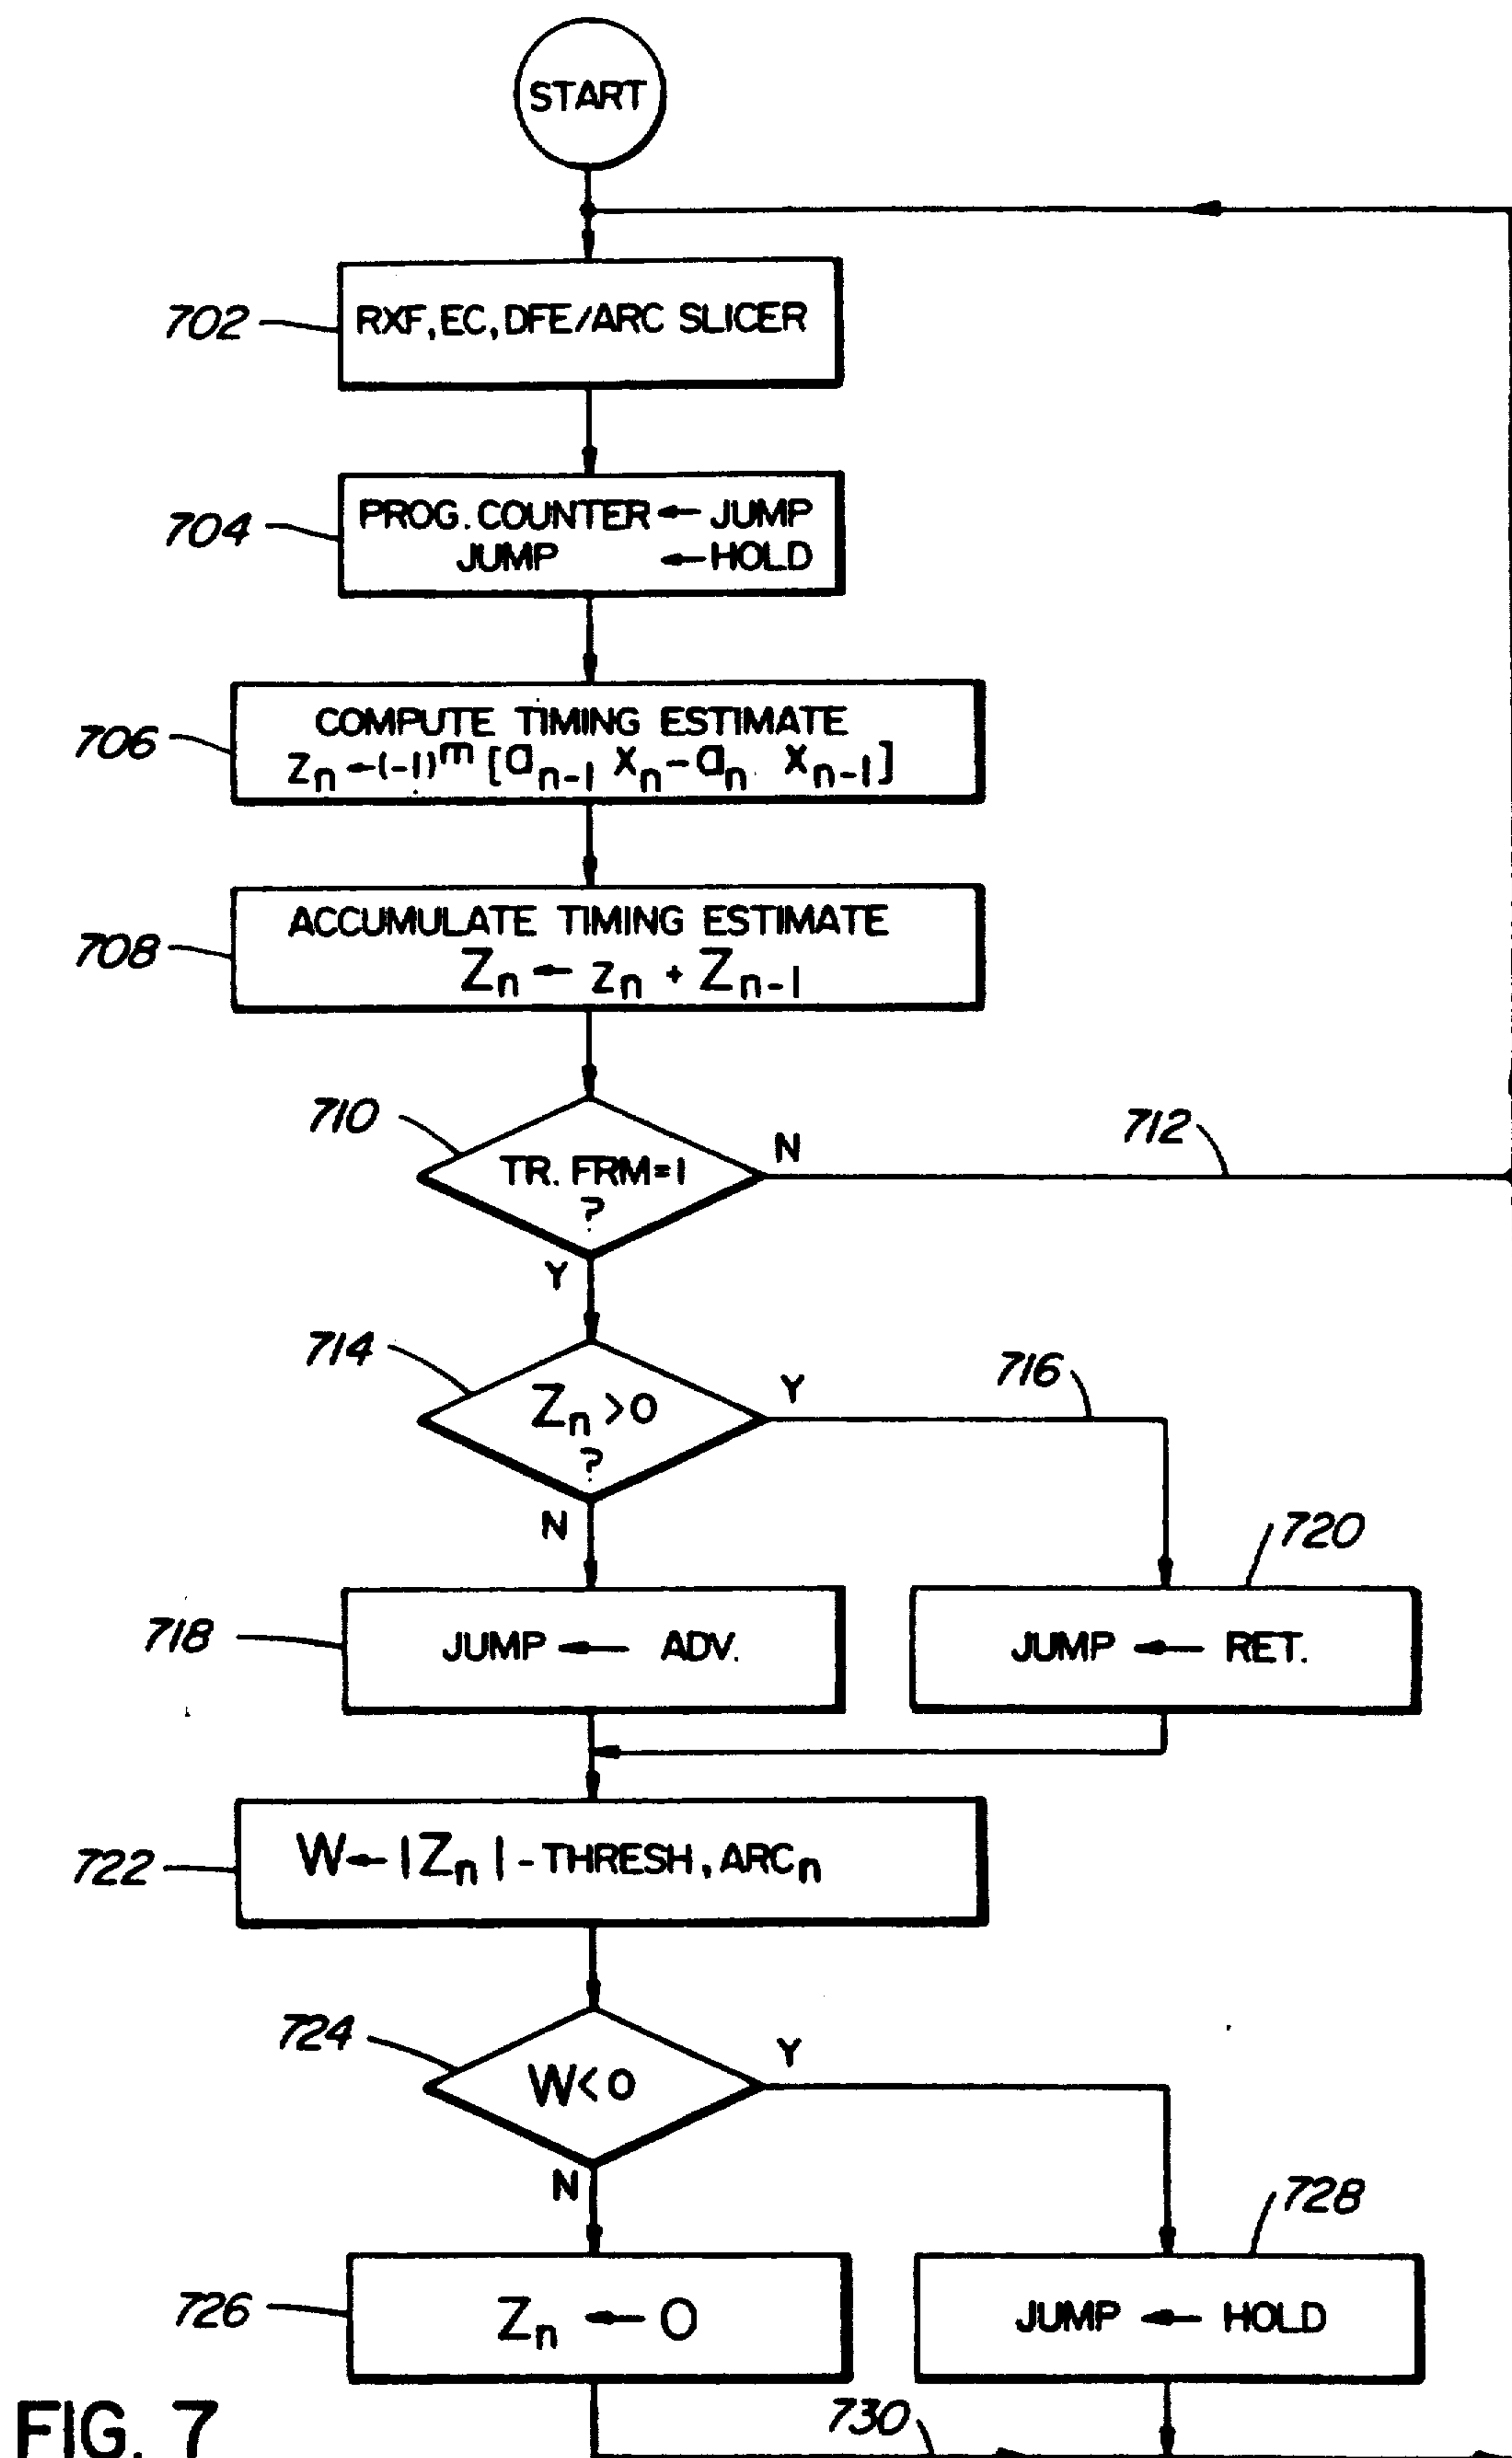 START
702
RXF, EC, DFE/ARC SLICER
704
PROG. COUNTER ← JUMP
JUMP ← HOLD
706
COMPUTE TIMING ESTIMATE
zn ← (-1)^m [an-1 xn - an xn-1]
708
ACCUMULATE TIMING ESTIMATE
Zn ← zn + Zn-1
710
TR. FRM=1
?
N
712
Y
714
Zn >0
?
Y
716
N
718
JUMP ← ADV.
720
JUMP ← RET.
722
W ← |Zn| - THRESH, ARCn
724
W<0
Y
N
726
Zn ← 0
728
JUMP ← HOLD
730
FIG. 7